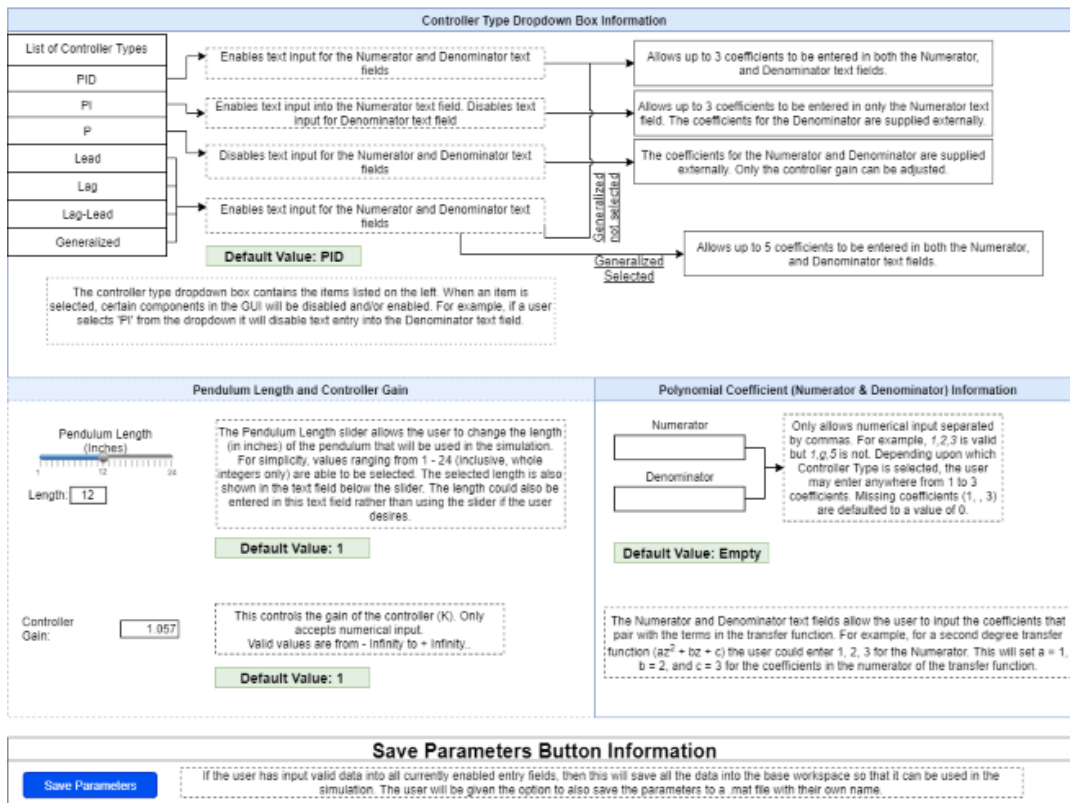 Controller Type Dropdown Box Information
List of Controller Types
PID
PI
P
Lead
Lag
Lag-Lead
Generalized
Enables text input for the Numerator and Denominator text
fields
Enables text input into the Numerator text field. Disables text
input for Denominator text field
Disables text input for the Numerator and Denominator text
fields
Enables text input for the Numerator and Denominator text
fields
Default Value: PID
Generalized
not selected
Generalized
Selected
Allows up to 3 coefficients to be entered in both the Numerator,
and Denominator text fields.
Allows up to 3 coefficients to be entered in only the Numerator text
field. The coefficients for the Denominator are supplied externally.
The coefficients for the Numerator and Denominator are supplied
externally. Only the controller gain can be adjusted.
Allows up to 5 coefficients to be entered in both the Numerator,
and Denominator text fields.
The controller type dropdown box contains the items listed on the left. When an item is
selected, certain components in the GUI will be disabled and/or enabled. For example, if a user
selects 'PI' from the dropdown it will disable text entry into the Denominator text field.
Pendulum Length and Controller Gain
Pendulum Length
(Inches)
1 12 24
Length: 12
The Pendulum Length slider allows the user to change the length
(in inches) of the pendulum that will be used in the simulation.
For simplicity, values ranging from 1 - 24 (inclusive, whole
integers only) are able to be selected. The selected length is also
shown in the text field below the slider. The length could also be
entered in this text field rather than using the slider if the user
desires.
Default Value: 1
Controller
Gain:
1.057
This controls the gain of the controller (K). Only
accepts numerical input.
Valid values are from - Infinity to + Infinity..
Default Value: 1
Polynomial Coefficient (Numerator & Denominator) Information
Numerator
Denominator
Only allows numerical input separated
by commas. For example, 1,2,3 is valid
but 1,g,5 is not. Depending upon which
Controller Type is selected, the user
may enter anywhere from 1 to 3
coefficients. Missing coefficients (1, , 3)
are defaulted to a value of 0.
Default Value: Empty
The Numerator and Denominator text fields allow the user to input the coefficients that
pair with the terms in the transfer function. For example, for a second degree transfer
function (az² + bz + c) the user could enter 1, 2, 3 for the Numerator. This will set a = 1,
b = 2, and c = 3 for the coefficients in the numerator of the transfer function.
Save Parameters Button Information
Save Parameters
If the user has input valid data into all currently enabled entry fields, then this will save all the data into the base workspace so that it can be used in the
simulation. The user will be given the option to also save the parameters to a .mat file with their own name.